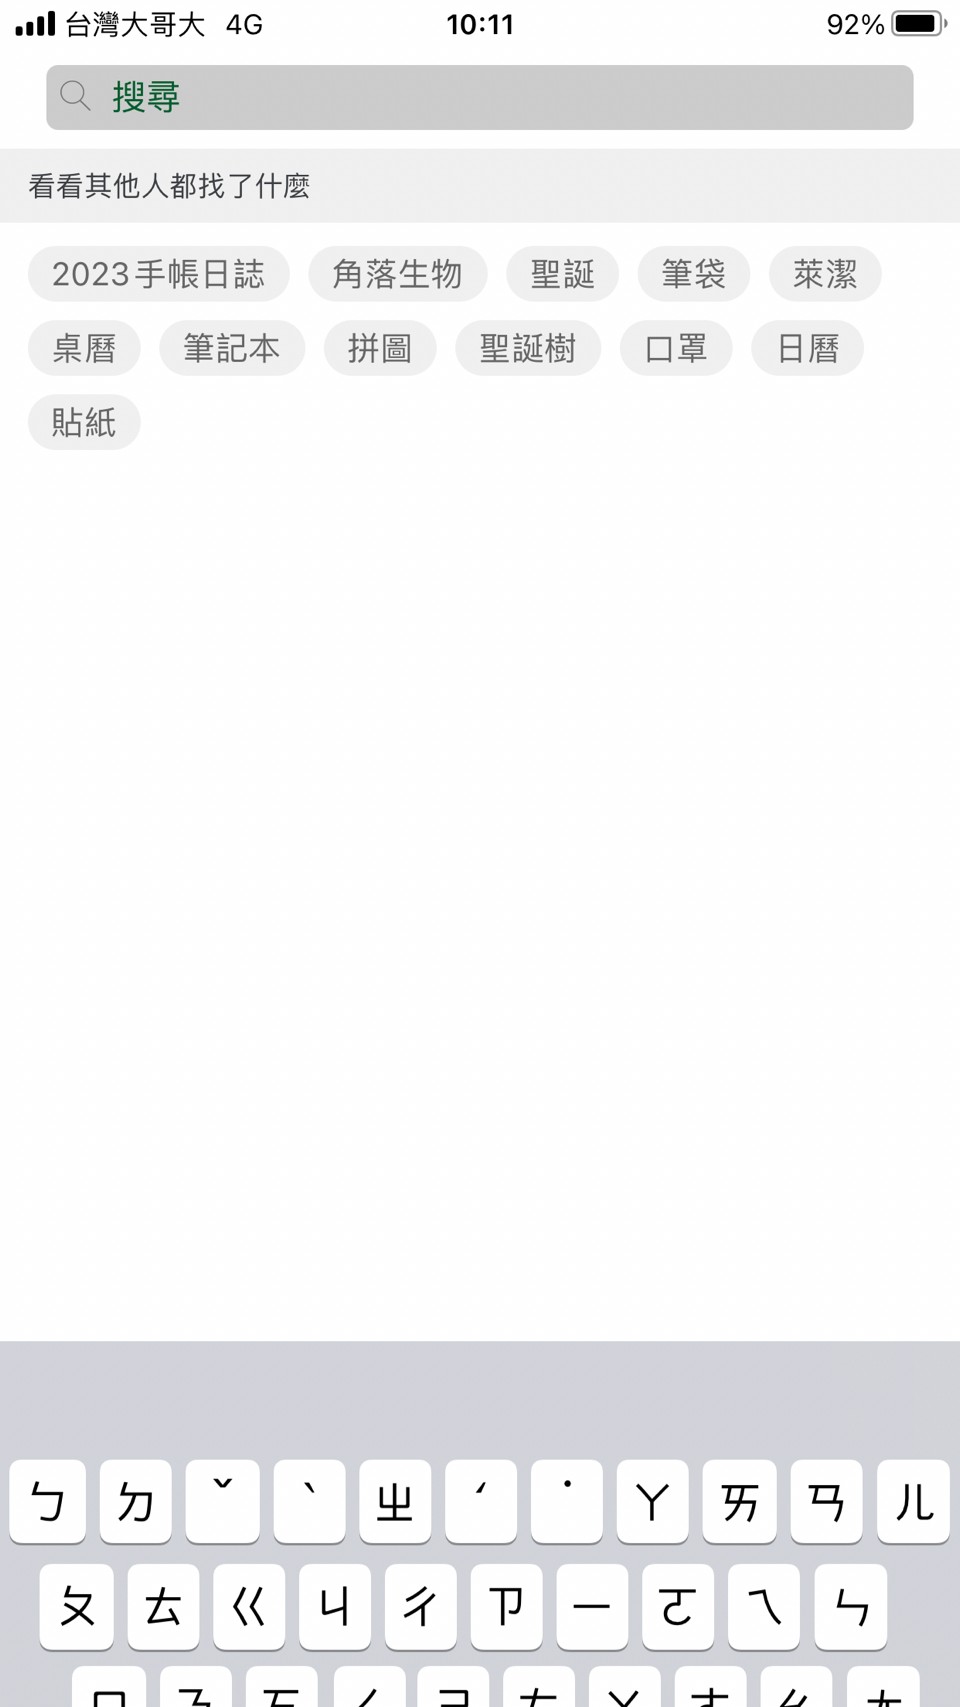 台灣大哥大 4G 10:11 92%
搜尋
看看其他人都找了什麼
2023手帳日誌 角落生物 聖誕 筆袋 萊潔
桌曆 筆記本 拼圖 聖誕樹 口罩 日曆
貼紙
ㄅ ㄉ ˇ ˋ ㄓ ˊ ˙ ㄚ ㄞ ㄢ ㄦ
ㄆ ㄊ ㄍ ㄐ ㄔ ㄗ ㄧ ㄛ ㄟ ㄣ